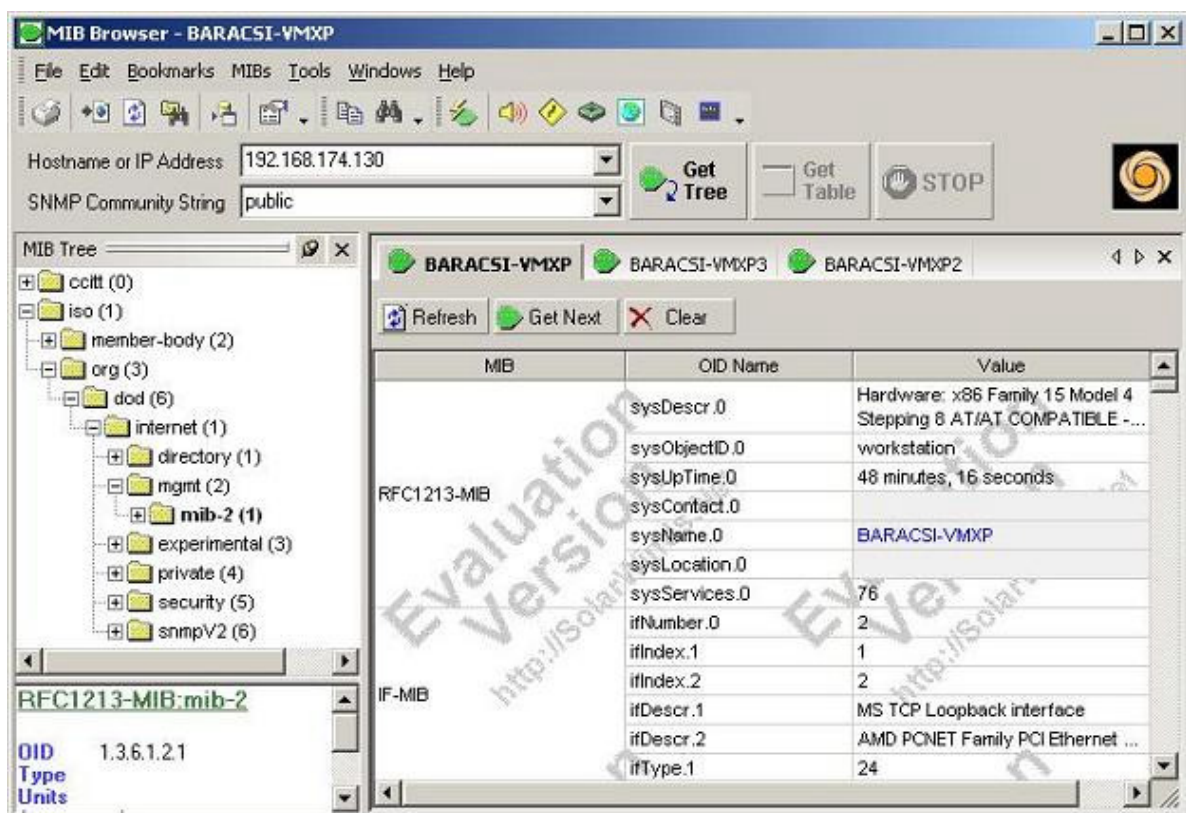 MIB Browser - BARACSI-VMXP
File Edit Bookmarks MIBs Tools Windows Help
Hostname or IP Address 192.168.174.130
Get Tree
Get Table
STOP
SNMP Community String public
MIB Tree
ccitt (0)
iso (1)
member-body (2)
org (3)
dod (6)
internet (1)
directory (1)
mgmt (2)
mib-2 (1)
experimental (3)
private (4)
security (5)
snmpV2 (6)
RFC1213-MIB:mib-2
OID 1.3.6.1.2.1
Type
Units
BARACSI-VMXP BARACSI-VMXP3 BARACSI-VMXP2
Refresh Get Next Clear
MIB OID Name Value
RFC1213-MIB
sysDescr.0 Hardware: x86 Family 15 Model 4
Stepping 8 AT/AT COMPATIBLE -...
sysObjectID.0 workstation
sysUpTime.0 48 minutes, 16 seconds
sysContact.0
sysName.0 BARACSI-VMXP
sysLocation.0
sysServices.0 76
IF-MIB
ifNumber.0 2
ifIndex.1 1
ifIndex.2 2
ifDescr.1 MS TCP Loopback interface
ifDescr.2 AMD PCNET Family PCI Ethernet ...
ifType.1 24
Evaluation
Version